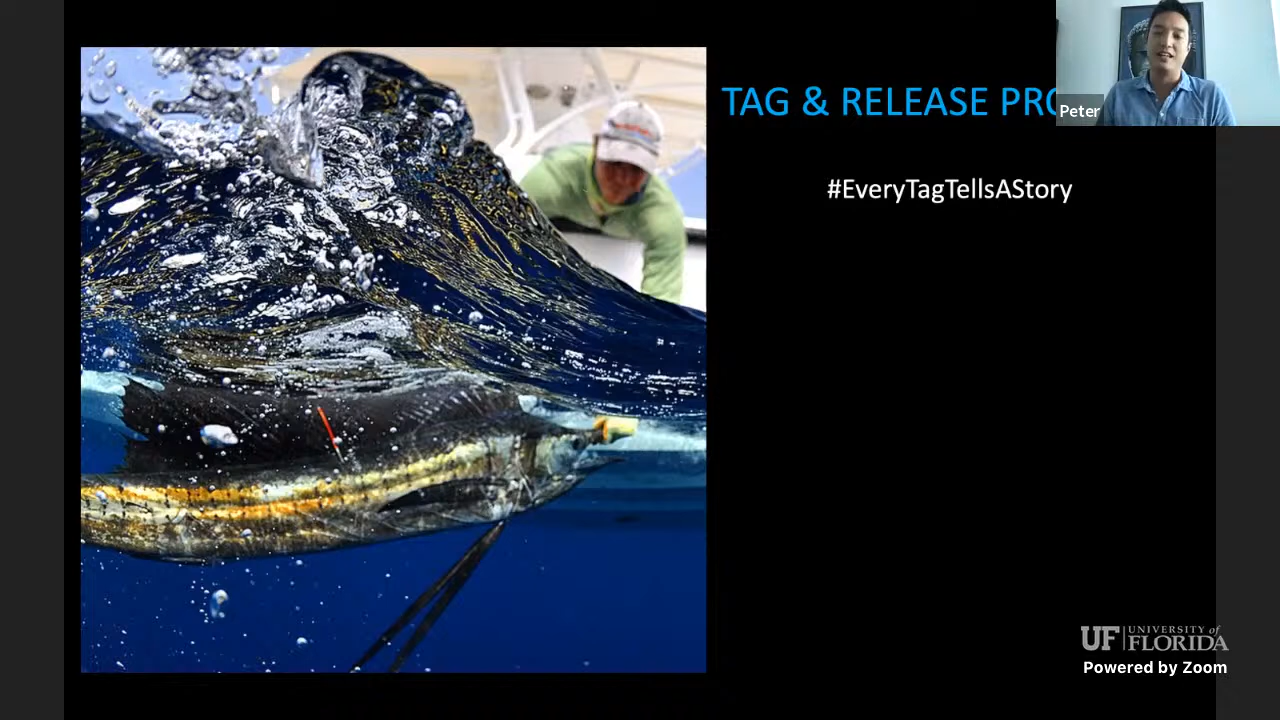 TAG & RELEASE PRO
Peter
#EveryTagTellsAStory
UF | UNIVERSITY of
FLORIDA
Powered by Zoom